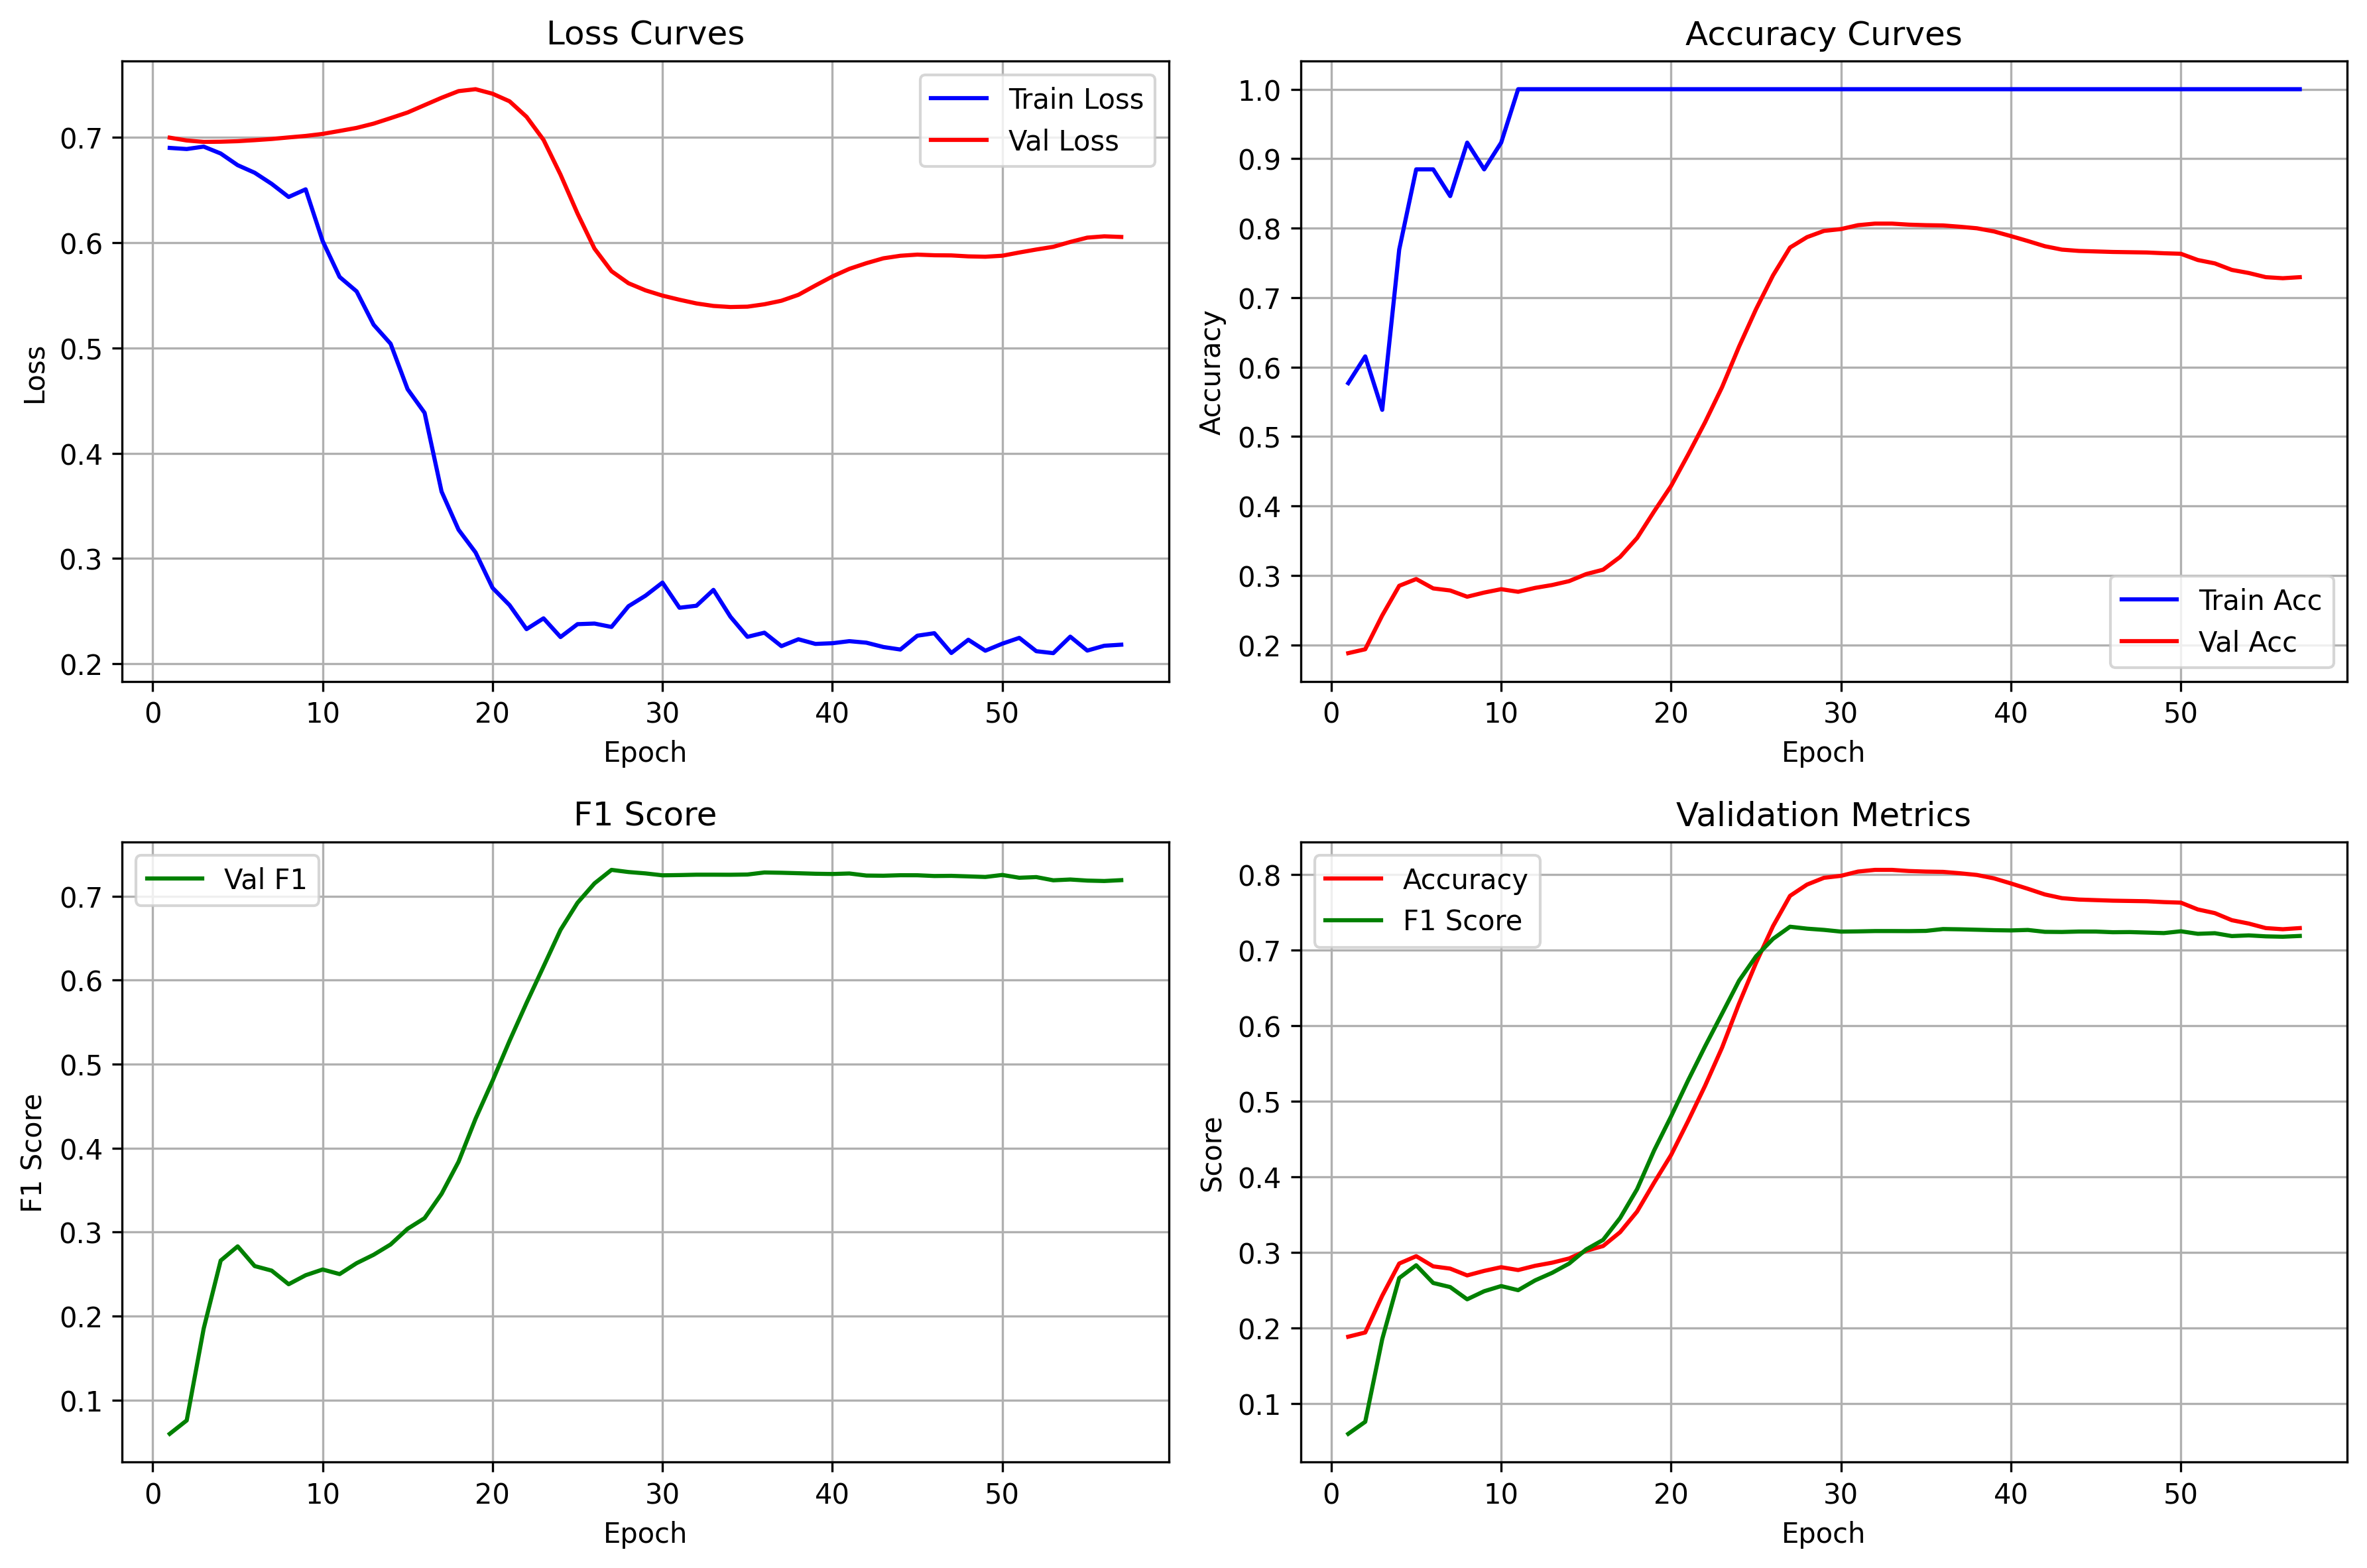 Loss Curves
Train Loss
Val Loss
Loss
0.7
0.6
0.5
0.4
0.3
0.2
0
10
20
30
40
50
Epoch
Accuracy Curves
Train Acc
Val Acc
Accuracy
1.0
0.9
0.8
0.7
0.6
0.5
0.4
0.3
0.2
0
10
20
30
40
50
Epoch
F1 Score
Val F1
F1 Score
0.7
0.6
0.5
0.4
0.3
0.2
0.1
0
10
20
30
40
50
Epoch
Validation Metrics
Accuracy
F1 Score
Score
0.8
0.7
0.6
0.5
0.4
0.3
0.2
0.1
0
10
20
30
40
50
Epoch